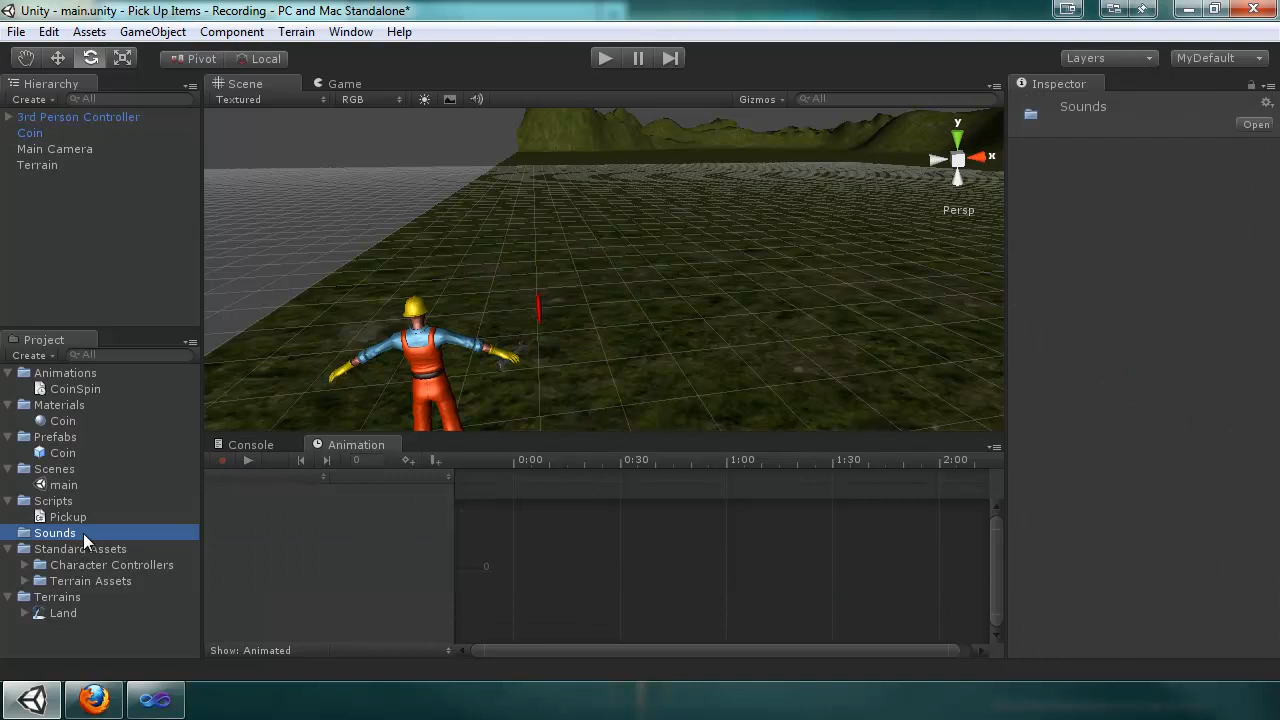 Unity - main.unity - Pick Up Items - Recording - PC and Mac Standalone*
File Edit Assets GameObject Component Terrain Window Help
Pivot Local Layers MyDefault
Hierarchy Scene Game Inspector
Create All Textured RGB Gizmos All Sounds
Open
3rd Person Controller
Coin
Main Camera
Terrain
y
x
Persp
Project
Create All
Animations
CoinSpin
Materials
Coin
Prefabs
Coin
Scenes
main
Scripts
Pickup
Sounds
Standard Assets
Character Controllers
Terrain Assets
Terrains
Land
Console Animation
0 0:00 0:30 1:00 1:30 2:00
0
Show: Animated